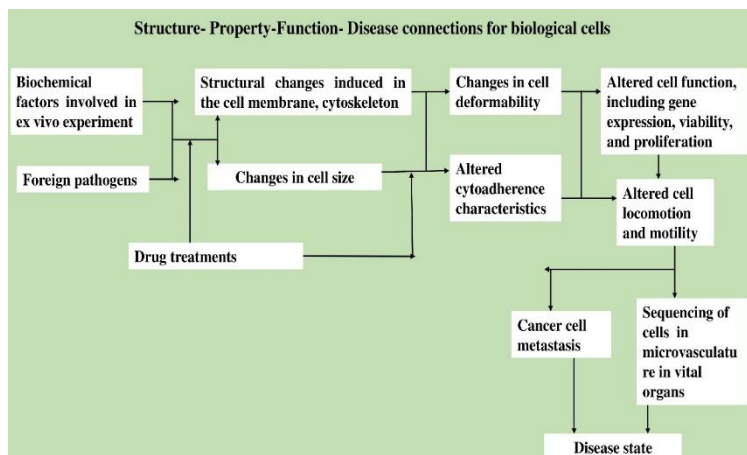 Structure- Property-Function- Disease connections for biological cells
Biochemical
factors involved in
ex vivo experiment
Structural changes induced in
the cell membrane, cytoskeleton
Changes in cell
deformability
Altered cell function,
including gene
expression, viability,
and proliferation
Foreign pathogens
Changes in cell size
Altered
cytoadherence
characteristics
Altered cell
locomotion
and motility
Drug treatments
Cancer cell
metastasis
Sequencing of
cells in
microvasculatu
re in vital
organs
Disease state